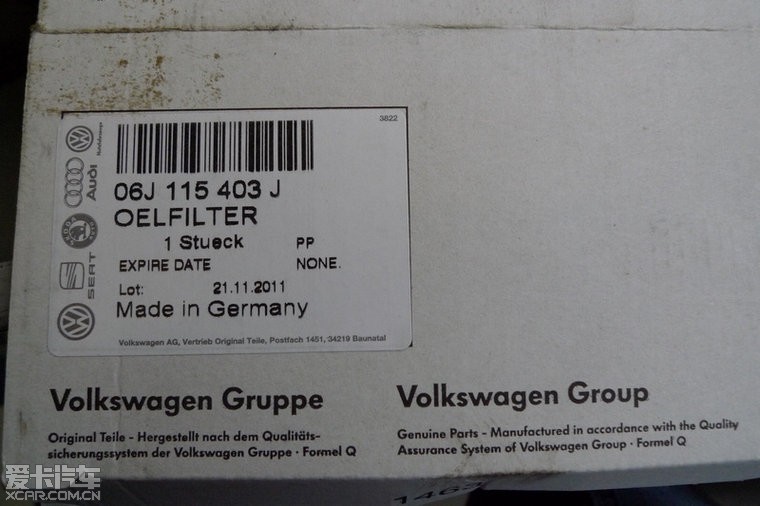 3822
Nutzfahrzeuge
Audi
SKODA
SEAT
06J 115 403 J
OELFILTER
1 Stueck PP
EXPIRE DATE NONE.
Lot: 21.11.2011
Made in Germany
Volkswagen AG, Vertrieb Original Teile, Postfach 1451, 34219 Baunatal
Volkswagen Gruppe
Original Teile - Hergestellt nach dem Qualitäts-
sicherungssystem der Volkswagen Gruppe · Formel Q
Volkswagen Group
Genuine Parts - Manufactured in accordance with the Quality
Assurance System of Volkswagen Group · Formel Q
爱卡汽车
XCAR.COM.CN